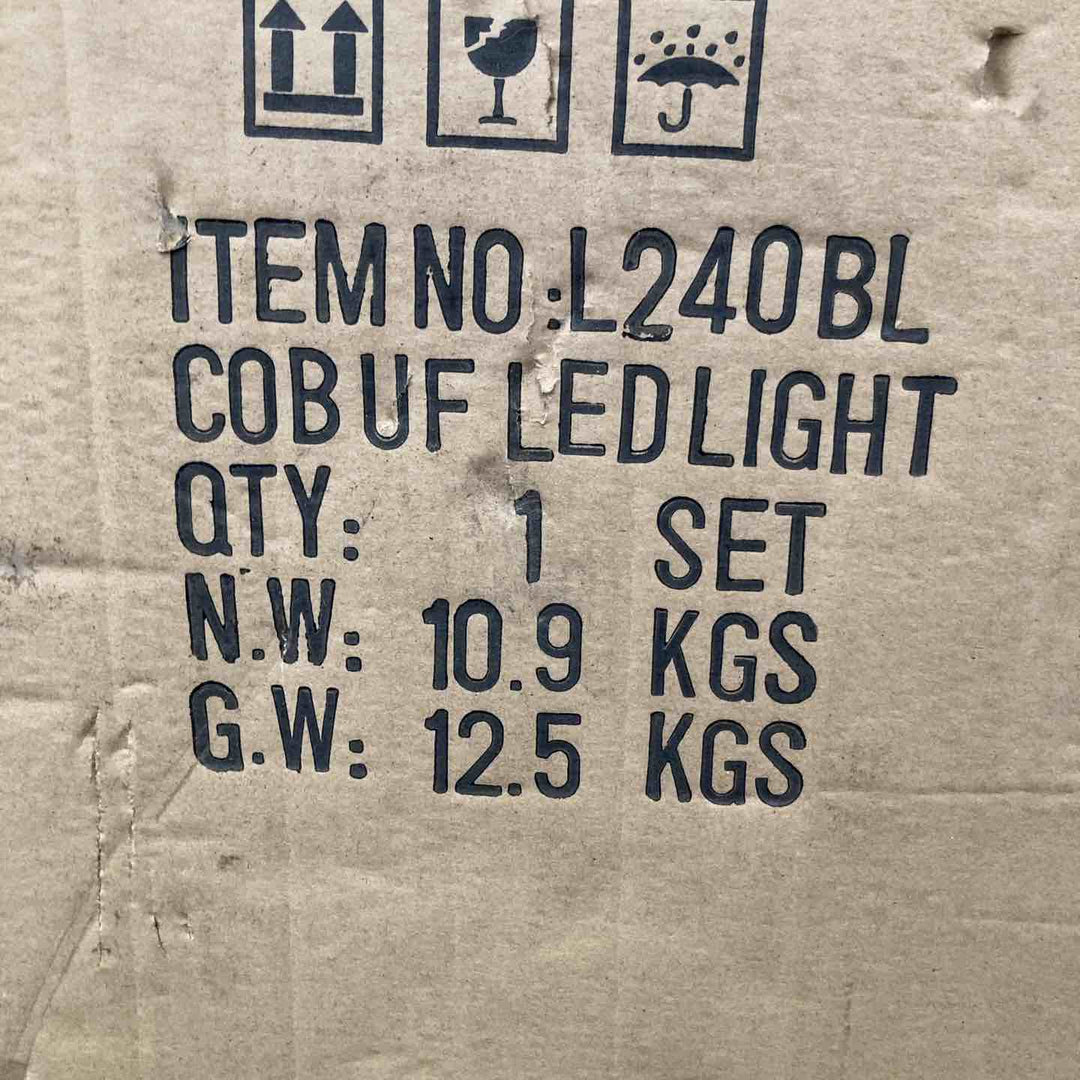 ITEM NO:L240BL
COB UF LED LIGHT
QTY: 1 SET
N.W: 10.9 KGS
G.W: 12.5 KGS